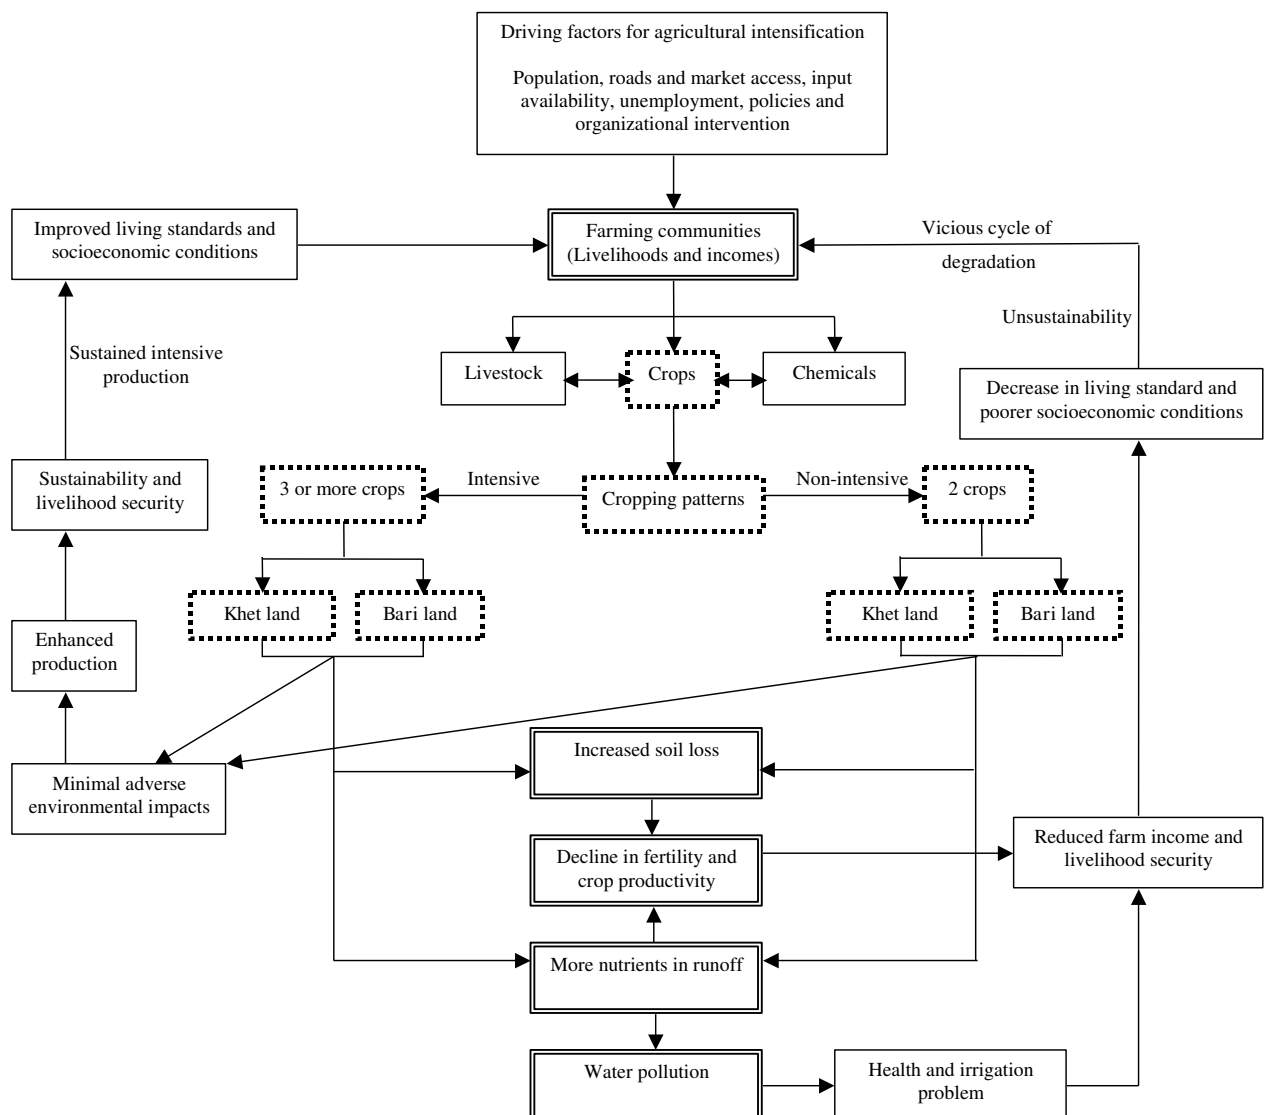 Driving factors for agricultural intensification
Population, roads and market access, input
availability, unemployment, policies and
organizational intervention
Improved living standards and
socioeconomic conditions
Farming communities
(Livelihoods and incomes)
Vicious cycle of
degradation
Unsustainability
Sustained intensive
production
Livestock
Crops
Chemicals
Decrease in living standard and
poorer socioeconomic conditions
Sustainability and
livelihood security
3 or more crops
Intensive
Cropping patterns
Non-intensive
2 crops
Khet land
Bari land
Khet land
Bari land
Enhanced
production
Increased soil loss
Minimal adverse
environmental impacts
Decline in fertility and
crop productivity
Reduced farm income and
livelihood security
More nutrients in runoff
Water pollution
Health and irrigation
problem